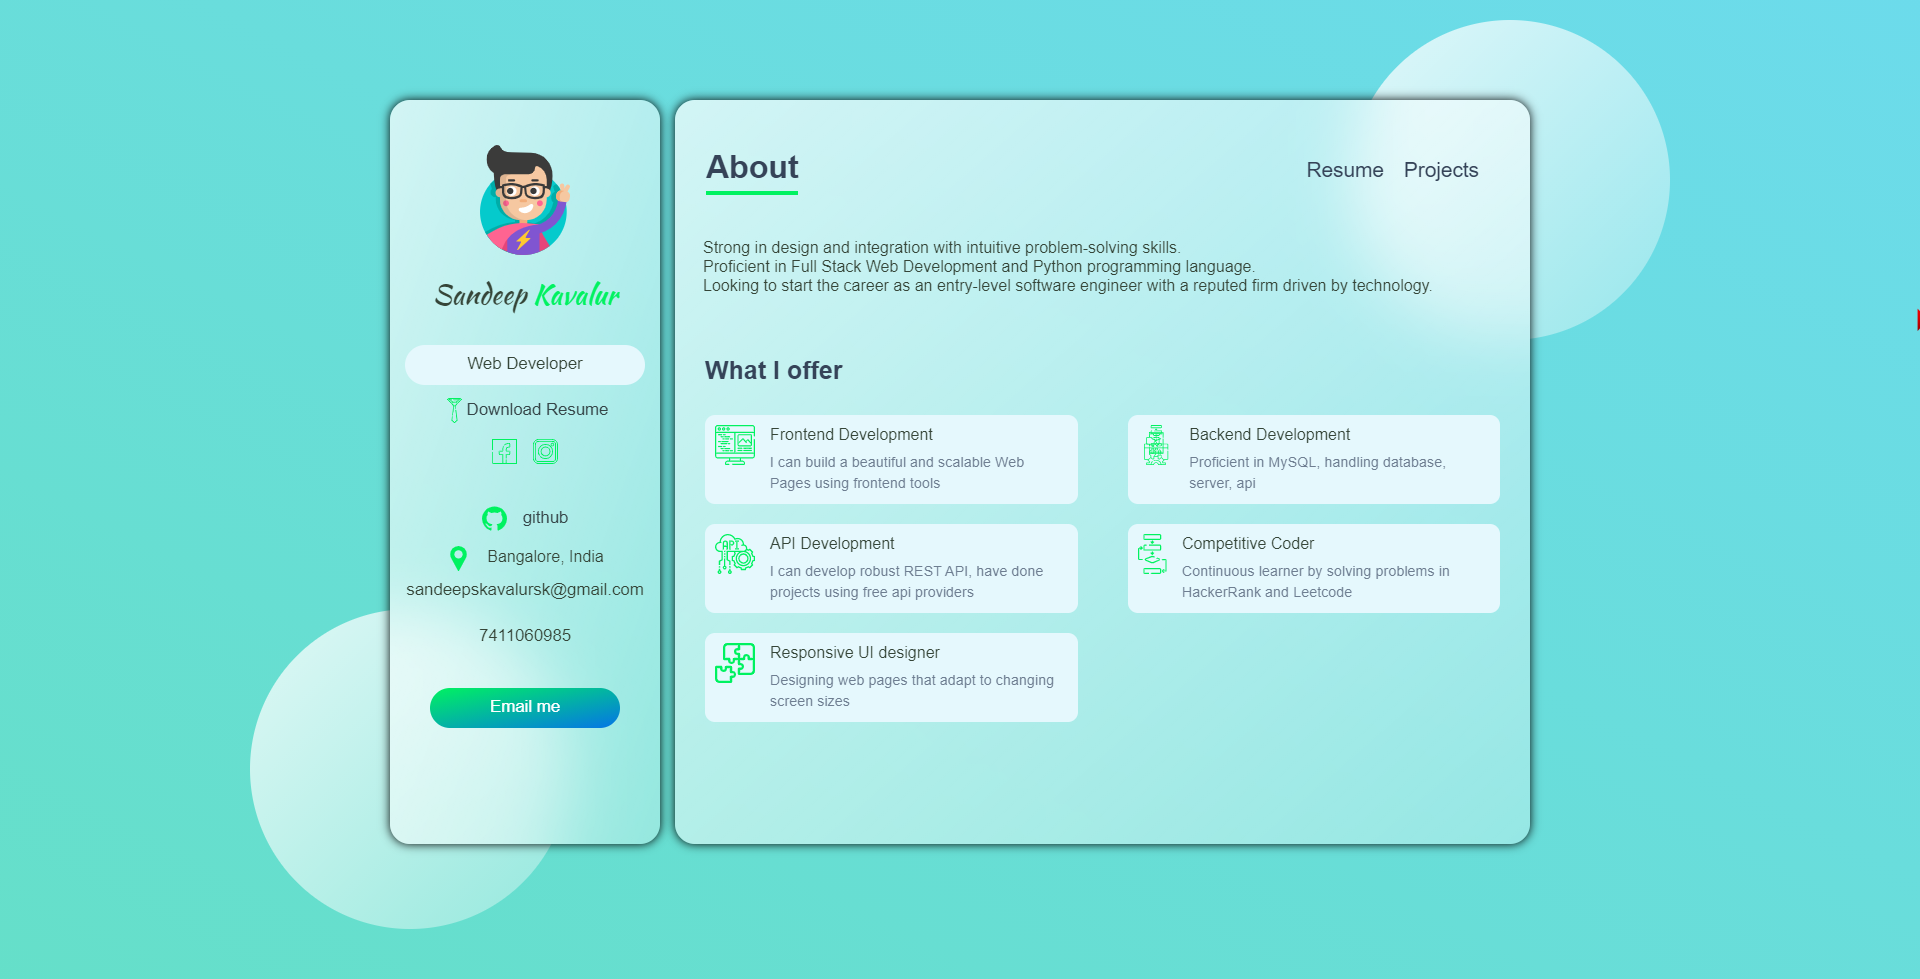 Sandeep Kavalur
Web Developer
Download Resume
github
Bangalore, India
sandeepskavalursk@gmail.com
7411060985
Email me
About
Resume Projects
Strong in design and integration with intuitive problem-solving skills.
Proficient in Full Stack Web Development and Python programming language.
Looking to start the career as an entry-level software engineer with a reputed firm driven by technology.
What I offer
Frontend Development
I can build a beautiful and scalable Web
Pages using frontend tools
Backend Development
Proficient in MySQL, handling database,
server, api
API
API Development
I can develop robust REST API, have done
projects using free api providers
Competitive Coder
Continuous learner by solving problems in
HackerRank and Leetcode
Responsive UI designer
Designing web pages that adapt to changing
screen sizes